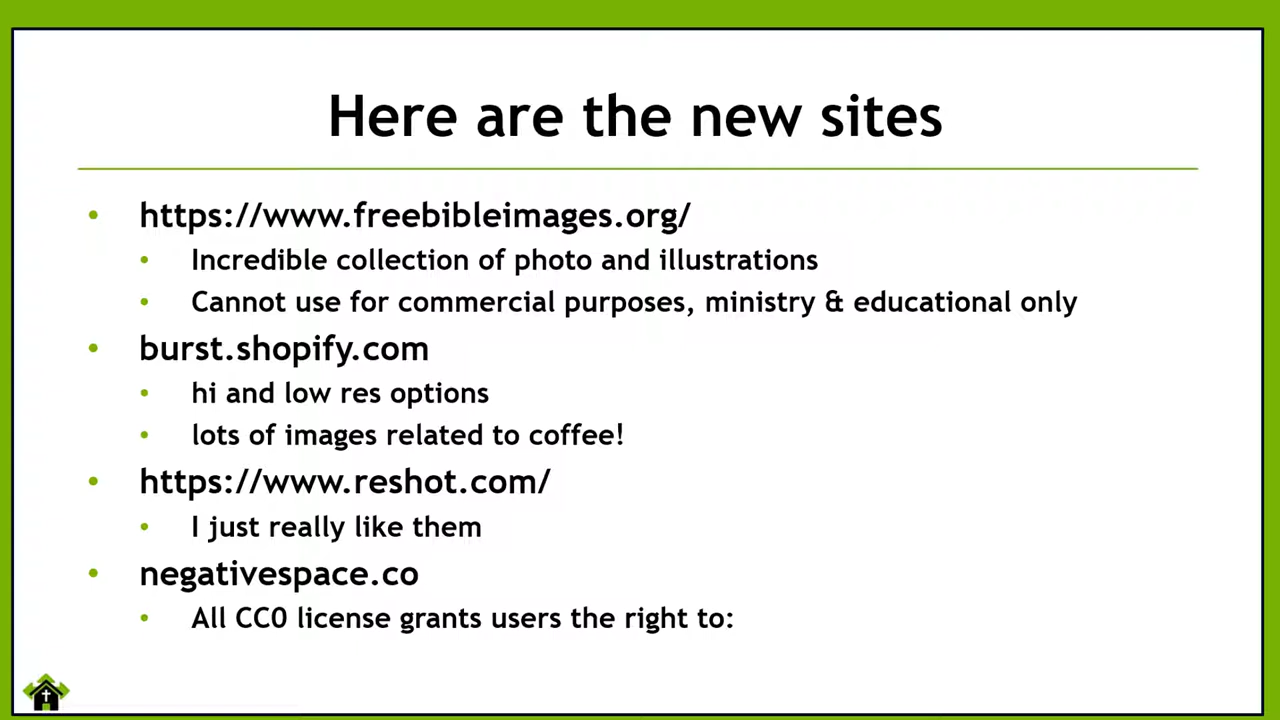 Here are the new sites
• https://www.freebibleimages.org/
• Incredible collection of photo and illustrations
• Cannot use for commercial purposes, ministry & educational only
• burst.shopify.com
• hi and low res options
• lots of images related to coffee!
• https://www.reshot.com/
• I just really like them
• negativespace.co
• All CC0 license grants users the right to: